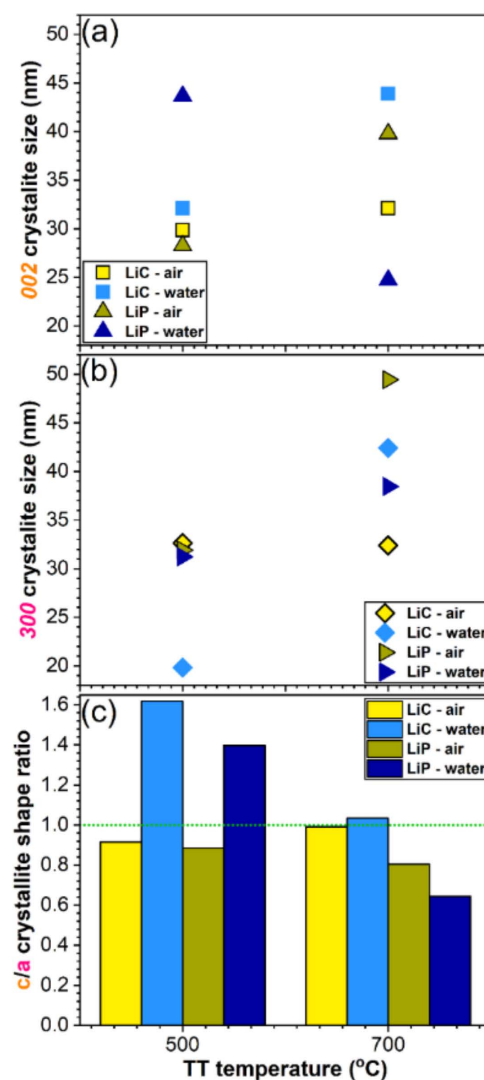 (a)
002 crystalite size (nm)
50
45
40
35
30
25
20
LiC - air
LiC - water
LiP - air
LiP - water
(b)
300 crystalite size (nm)
50
45
40
35
30
25
20
LiC - air
LiC - water
LiP - air
LiP - water
(c)
c/a crystallite shape ratio
1.6
1.4
1.2
1.0
0.8
0.6
0.4
0.2
0.0
LiC - air
LiC - water
LiP - air
LiP - water
500 700
TT temperature (°C)